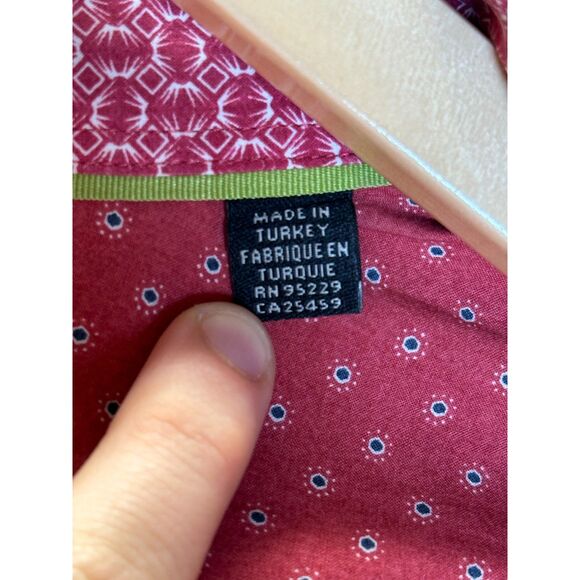 MADE IN
TURKEY
FABRIQUE EN
TURQUIE
RN 95229
CA25459